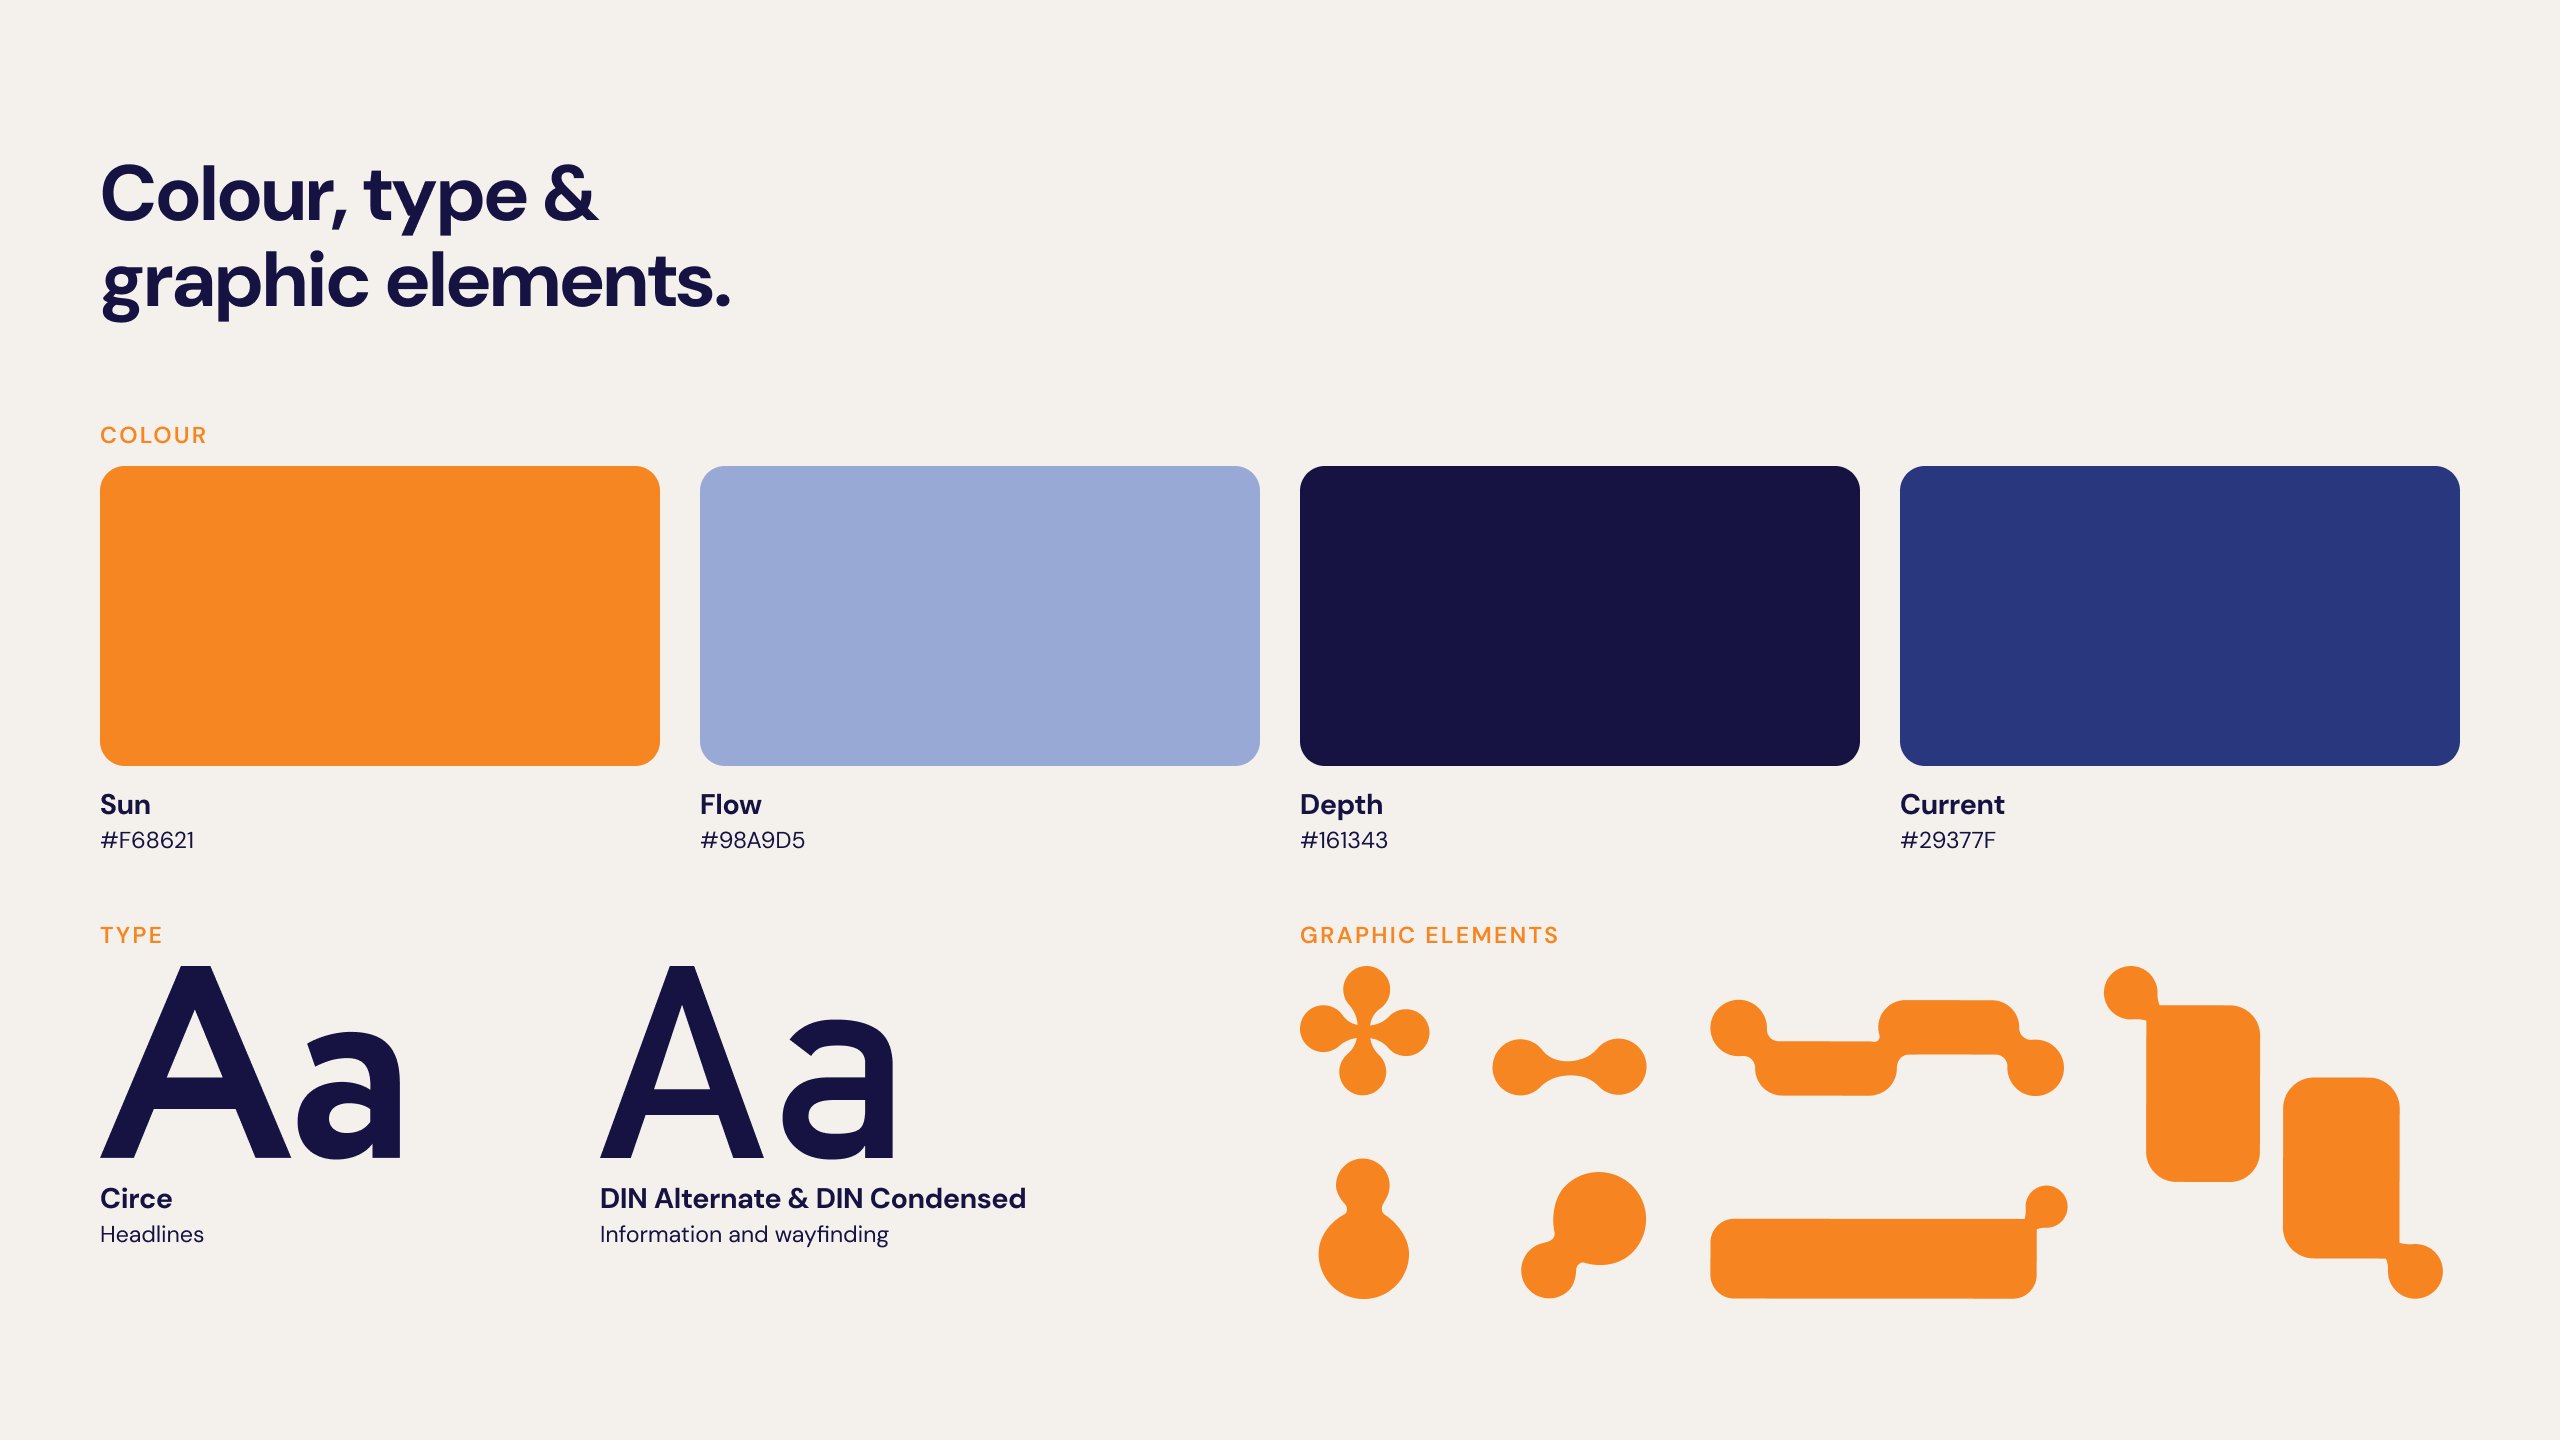 Colour, type &
graphic elements.
COLOUR
Sun
#F68621
Flow
#98A9D5
Depth
#161343
Current
#29377F
TYPE
Aa
Circe
Headlines
Aa
DIN Alternate & DIN Condensed
Information and wayfinding
GRAPHIC ELEMENTS